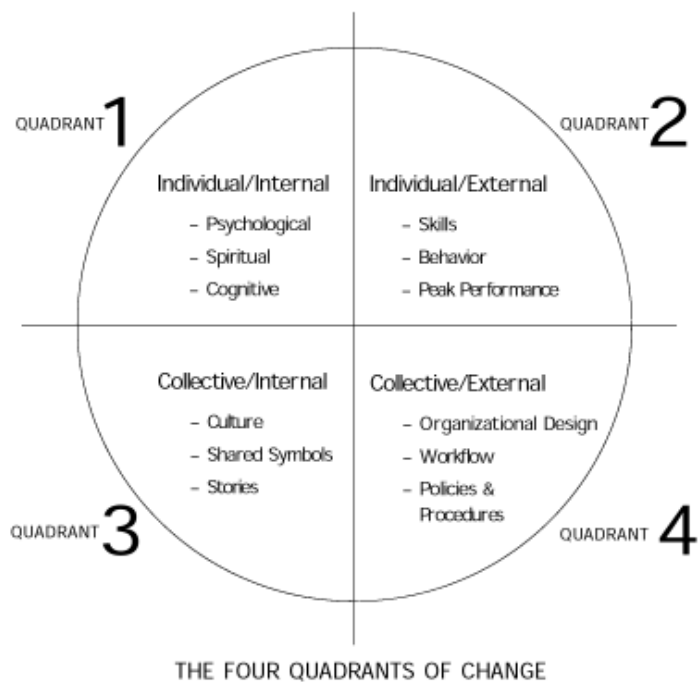 QUADRANT 1
Individual/Internal
– Psychological
– Spiritual
– Cognitive
QUADRANT 2
Individual/External
– Skills
– Behavior
– Peak Performance
QUADRANT 3
Collective/Internal
– Culture
– Shared Symbols
– Stories
QUADRANT 4
Collective/External
– Organizational Design
– Workflow
– Policies &
Procedures
THE FOUR QUADRANTS OF CHANGE